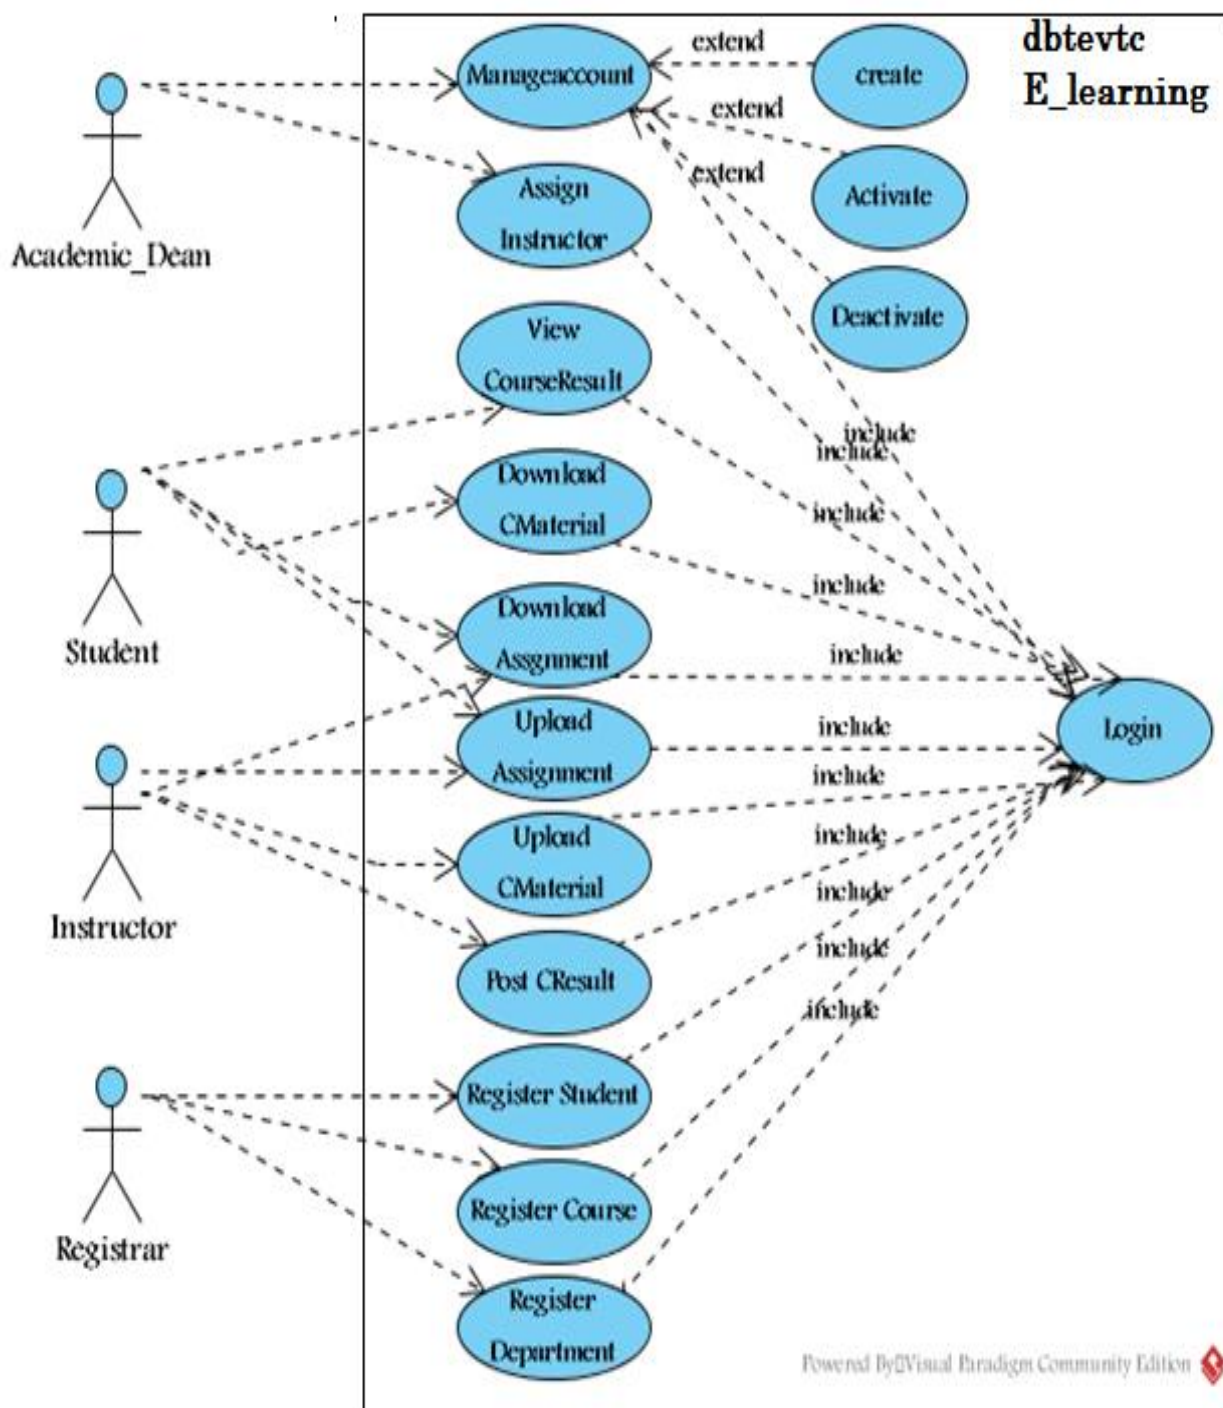 dbtevtc
E_learning
Manageaccount
extend
create
extend
Activate
extend
Deactivate
Academic_Dean
Assign
Instructor
View
CourseResult
include
include
Download
CMaterial
include
include
Student
Download
Assgnment
include
Upload
Assignment
include
Login
include
Instructor
Upload
CMaterial
include
include
Post CResult
include
include
Register Student
Registrar
Register Course
Register
Department
Powered By▯Visual Paradigm Community Edition